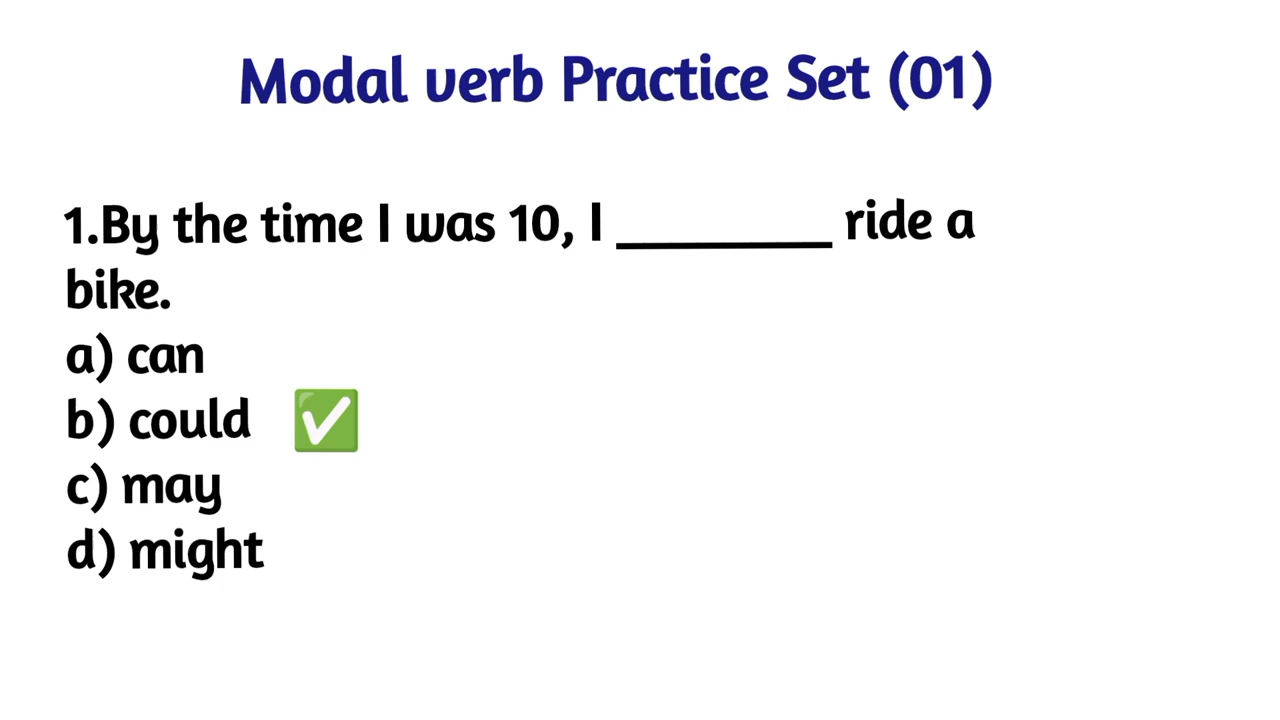 Modal verb Practice Set (01)
1.By the time I was 10, I ________ ride a
bike.
a) can
b) could ✅
c) may
d) might